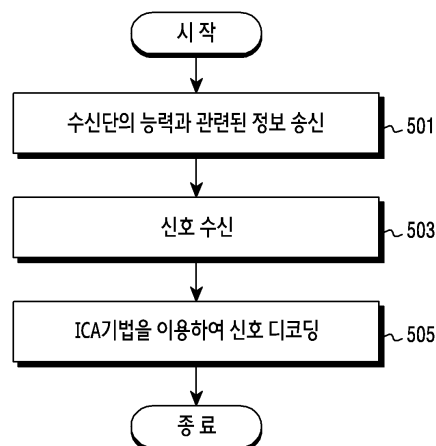 시 작
수신단의 능력과 관련된 정보 송신
501
신호 수신
503
ICA기법을 이용하여 신호 디코딩
505
종 료